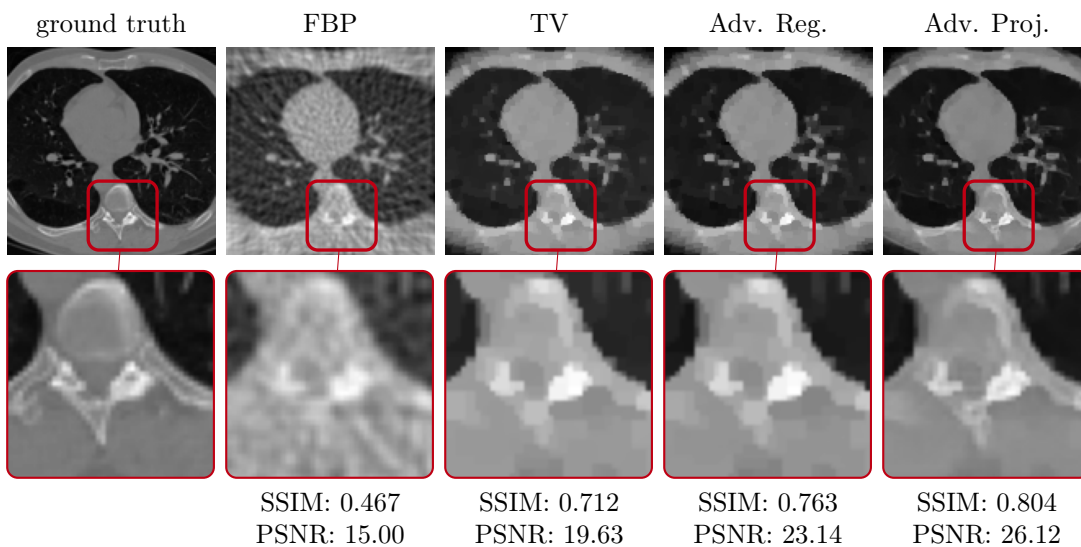 ground truth
FBP
TV
Adv. Reg.
Adv. Proj.
SSIM: 0.467
PSNR: 15.00
SSIM: 0.712
PSNR: 19.63
SSIM: 0.763
PSNR: 23.14
SSIM: 0.804
PSNR: 26.12